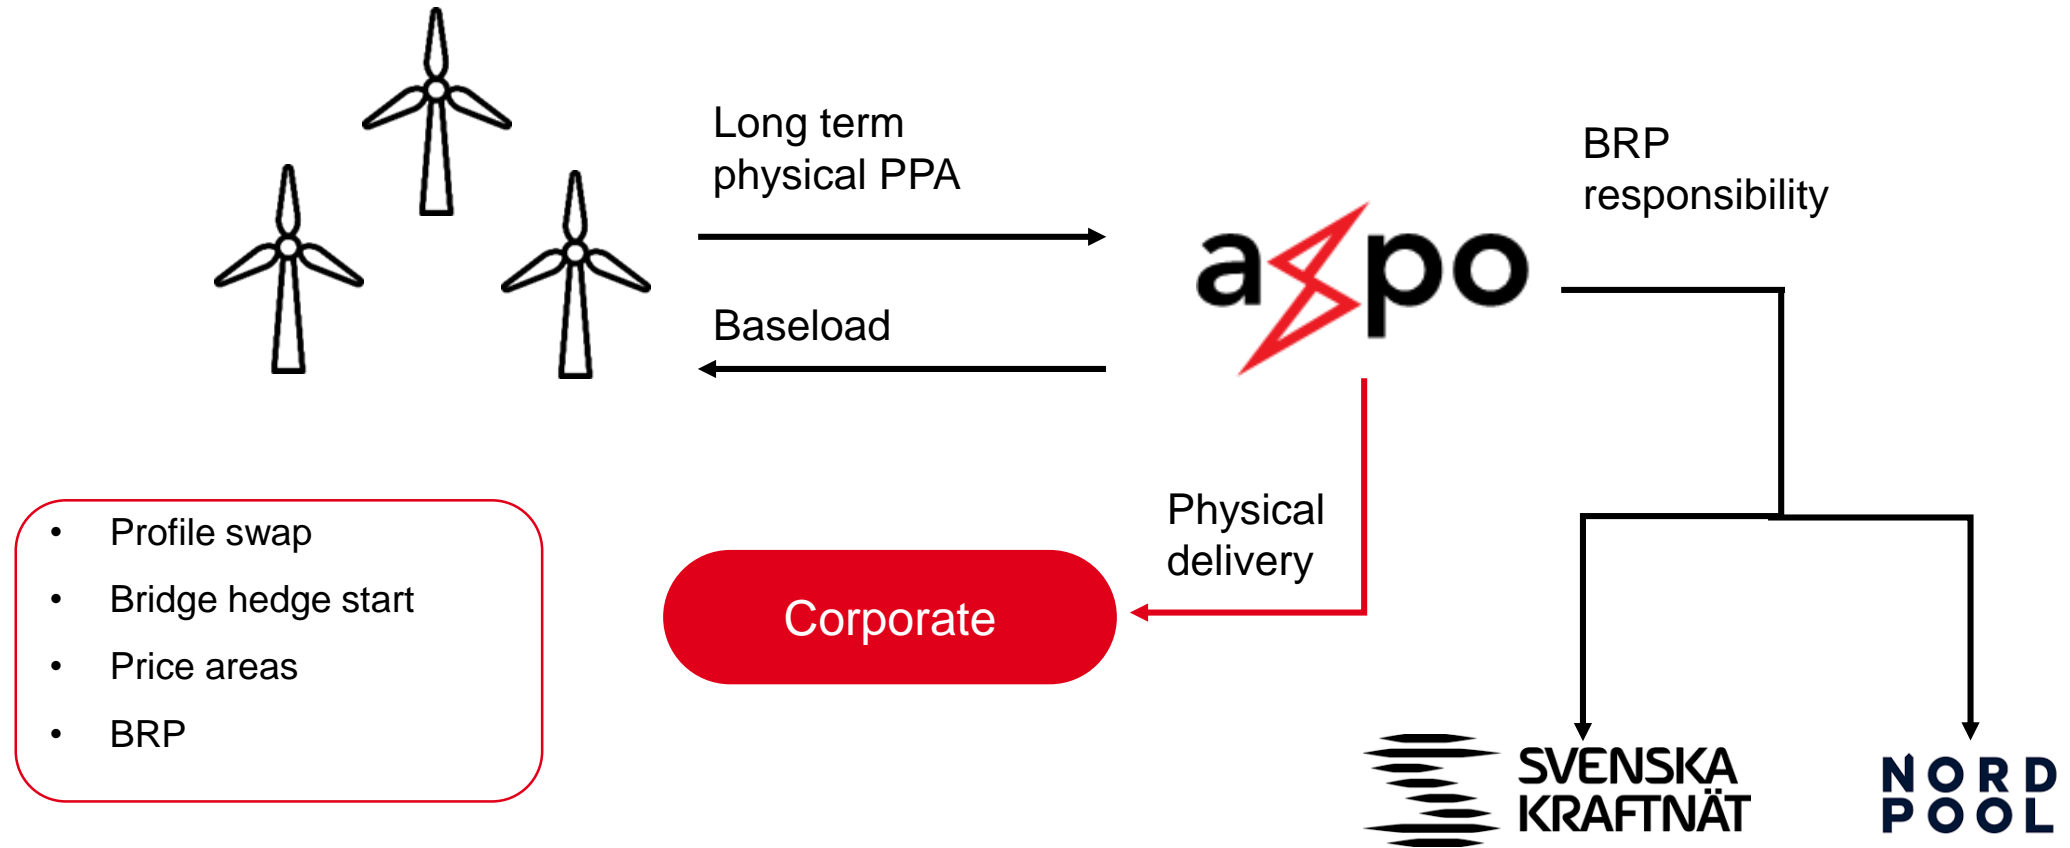 Long term
physical PPA
BRP
responsibility
axpo
Baseload
Physical
delivery
• Profile swap
• Bridge hedge start
• Price areas
• BRP
Corporate
SVENSKA
KRAFTNÄT
NORD
POOL